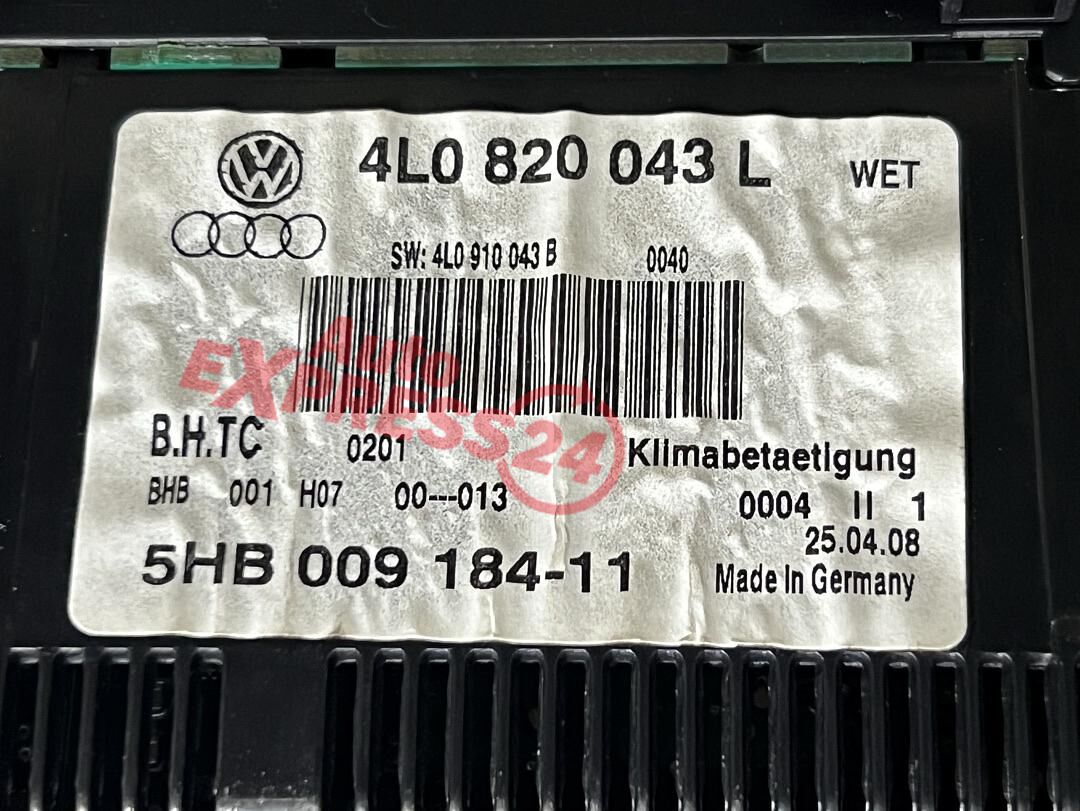 4L0 820 043 L WET
SW: 4L0 910 043 B 0040
Auto
EXPRESS24
B.H.TC 0201 Klimabetaetigung
BHB 001 H07 00---013 0004 II 1
25.04.08
5HB 009 184-11 Made In Germany